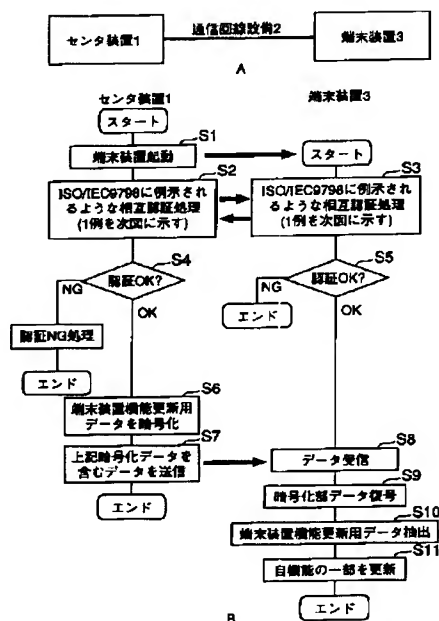 センタ装置1
通信回線設備2
端末装置3
A
センタ装置1
端末装置3
スタート
S1
端末装置起動
スタート
S2
ISO/IEC9798に例示され
るような相互認証処理
(1例を次図に示す)
S3
ISO/IEC9798に例示され
るような相互認証処理
(1例を次図に示す)
S4
認証OK?
NG
OK
S5
認証OK?
NG
OK
エンド
認証NG処理
エンド
S6
端末装置機能更新用
データを暗号化
S7
上記暗号化データを
含むデータを送信
エンド
S8
データ受信
S9
暗号化部データ復号
S10
端末装置機能更新用データ抽出
S11
自機能の一部を更新
エンド
B